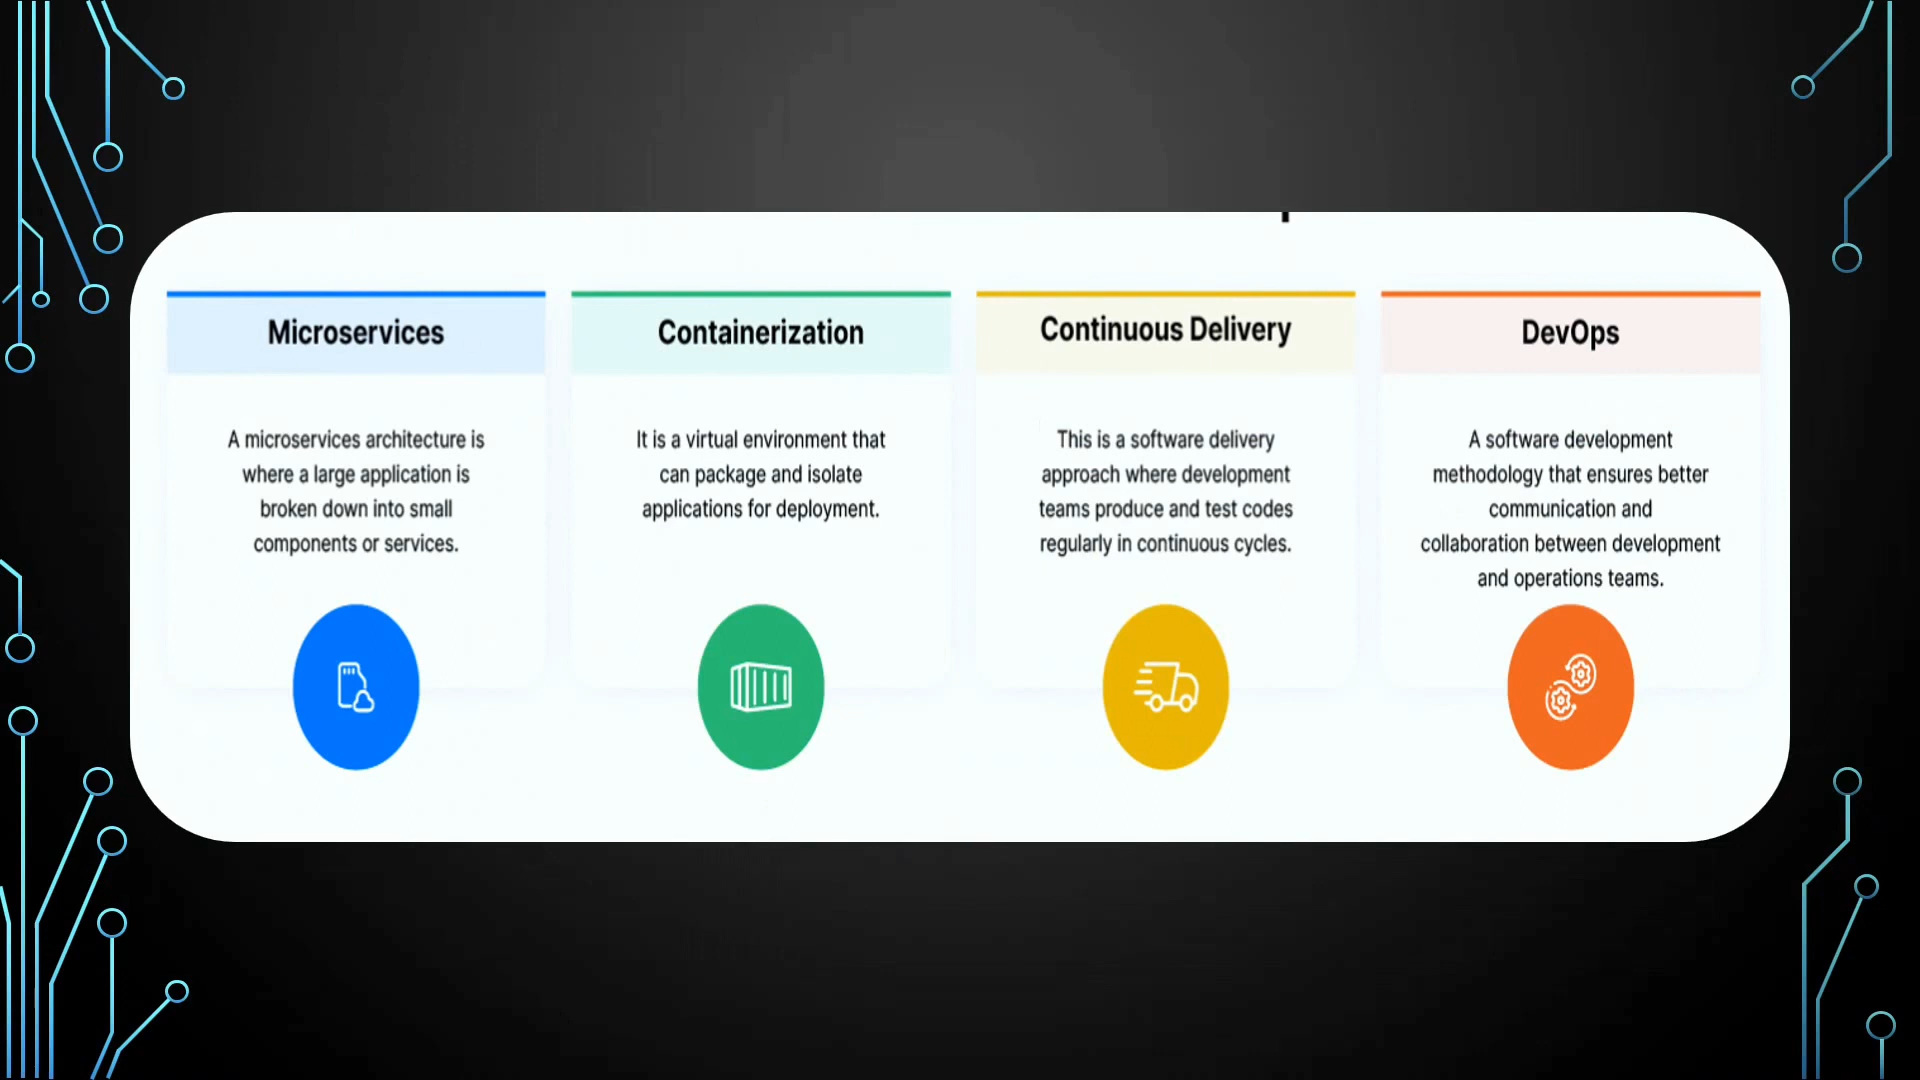 Microservices
A microservices architecture is
where a large application is
broken down into small
components or services.
Containerization
It is a virtual environment that
can package and isolate
applications for deployment.
Continuous Delivery
This is a software delivery
approach where development
teams produce and test codes
regularly in continuous cycles.
DevOps
A software development
methodology that ensures better
communication and
collaboration between development
and operations teams.